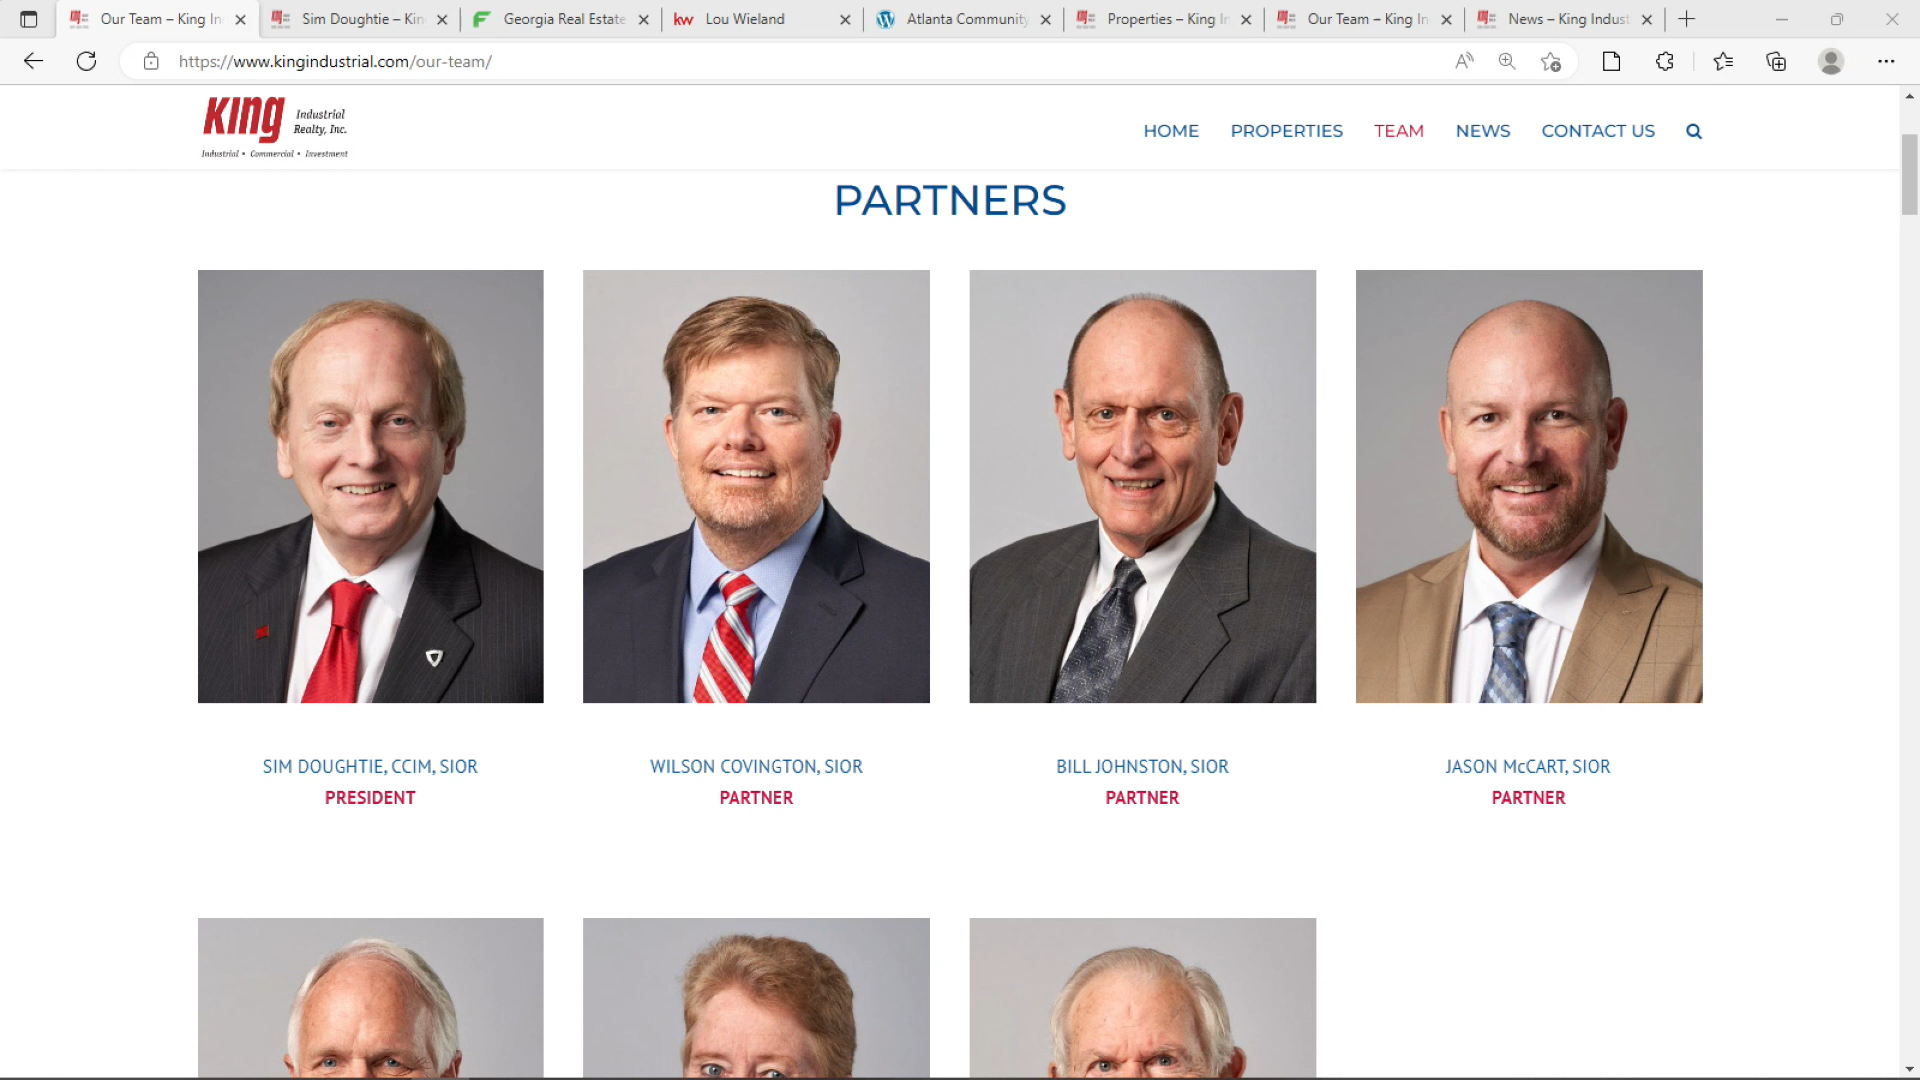 Our Team – King In
Sim Doughtie – Kin
Georgia Real Estate
kw Lou Wieland
Atlanta Community
Properties – King In
Our Team – King In
News – King Indust
https://www.kingindustrial.com/our-team/
King Industrial
Realty, Inc.
Industrial • Commercial • Investment
HOME PROPERTIES TEAM NEWS CONTACT US
PARTNERS
SIM DOUGHTIE, CCIM, SIOR
PRESIDENT
WILSON COVINGTON, SIOR
PARTNER
BILL JOHNSTON, SIOR
PARTNER
JASON McCART, SIOR
PARTNER